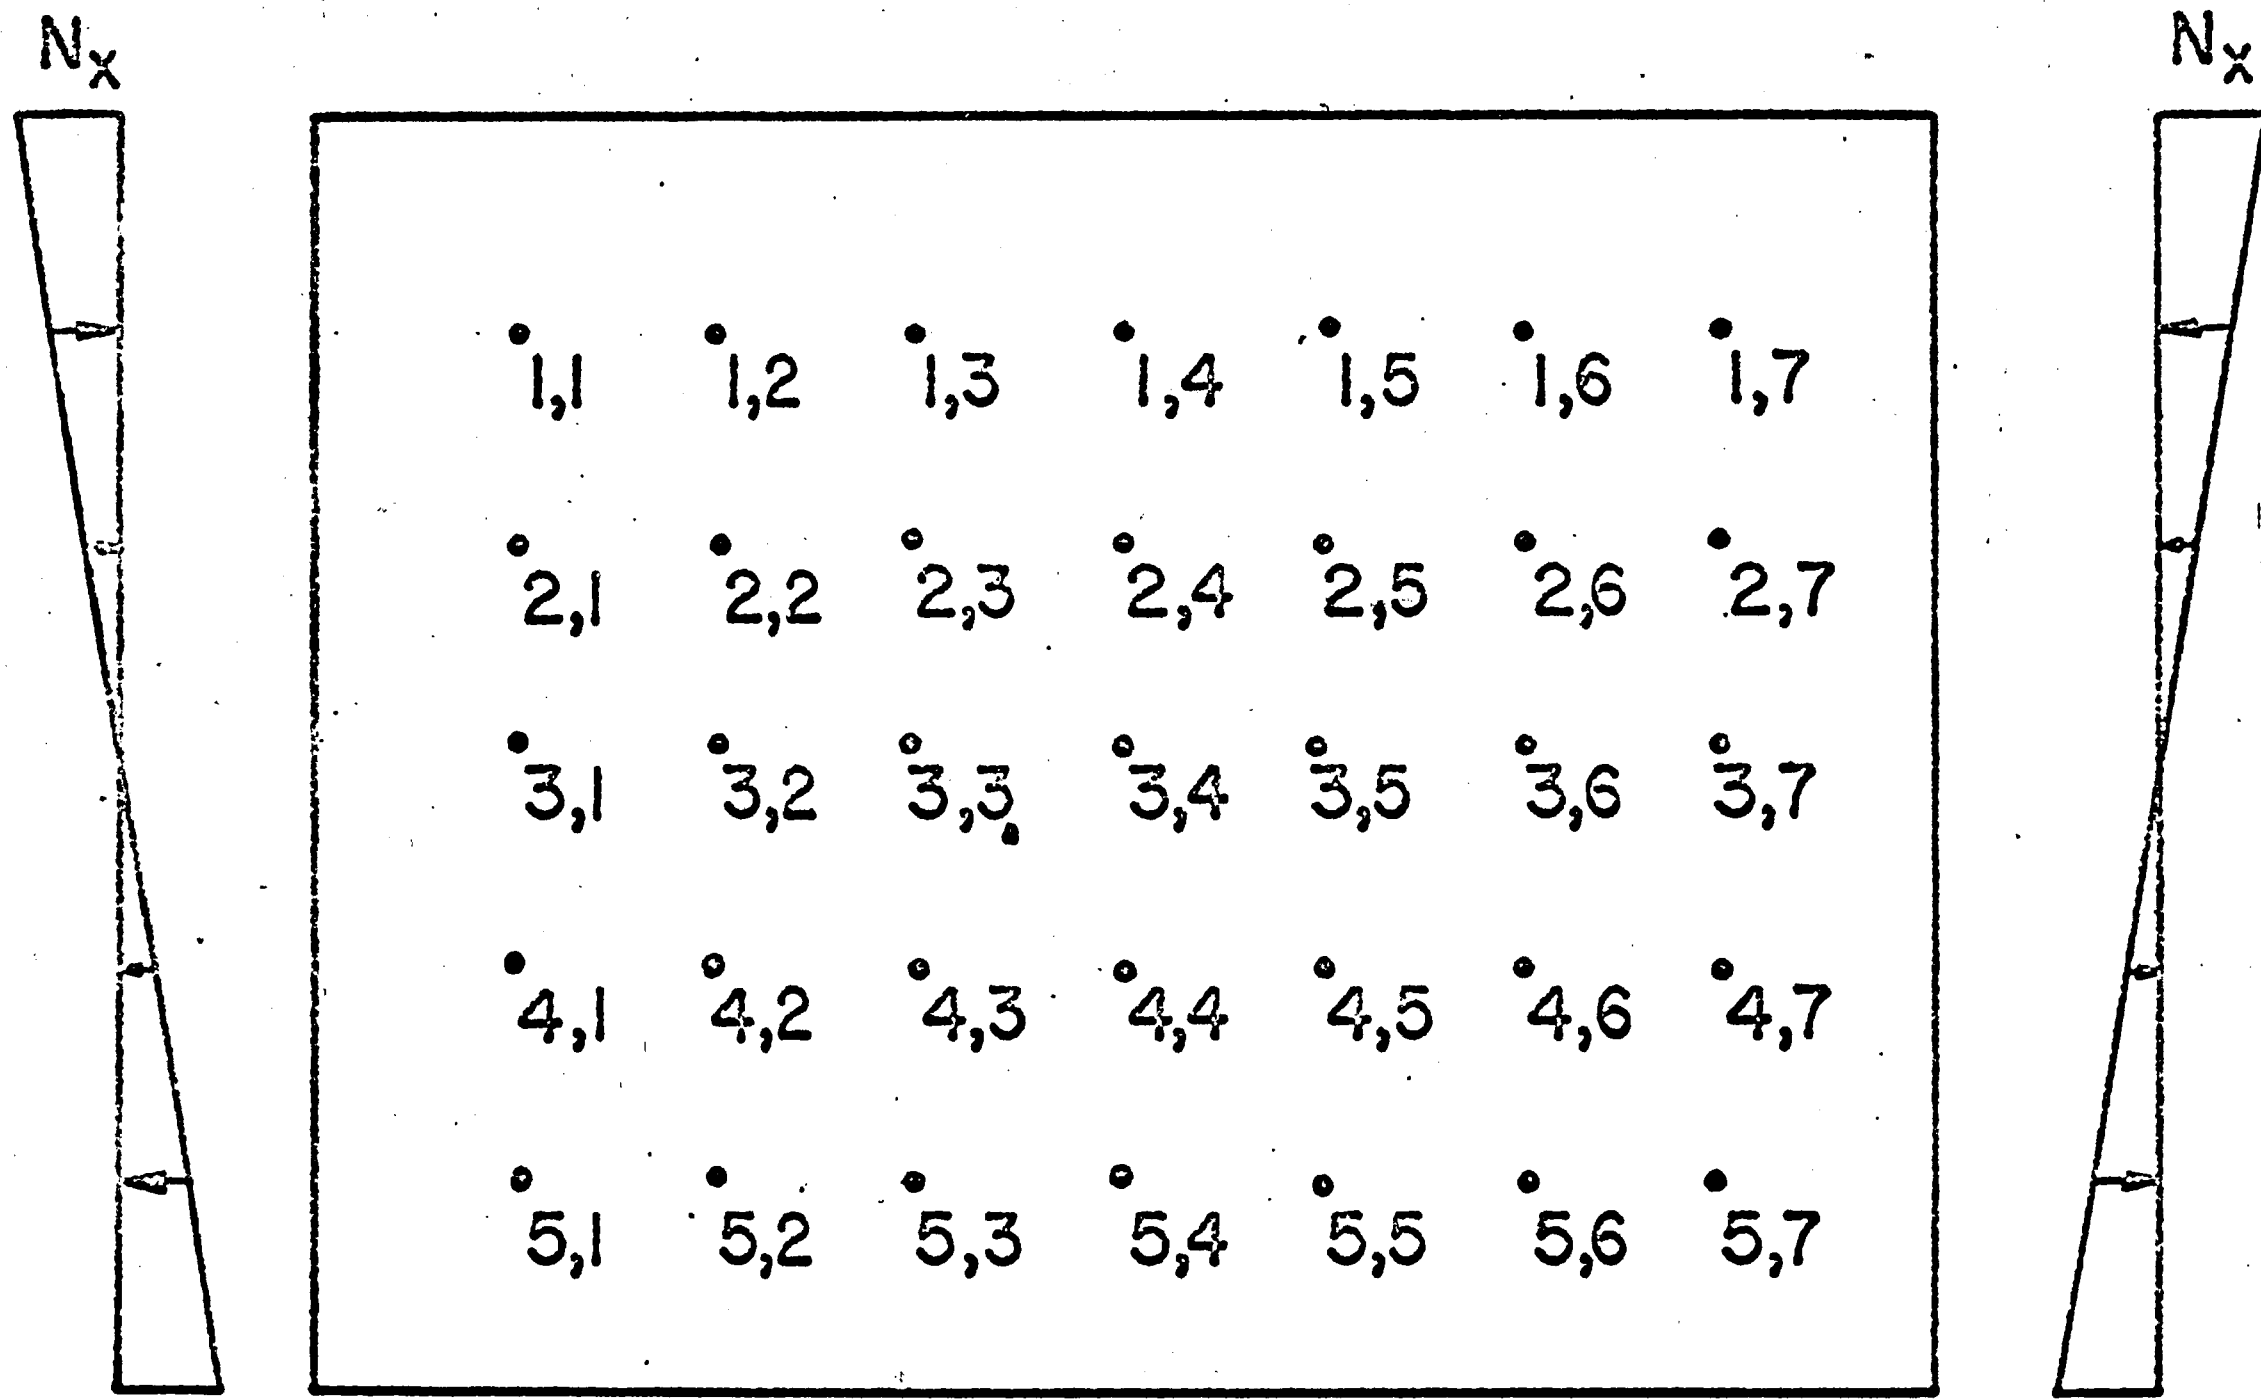 Nx Nx
1,1 1,2 1,3 1,4 1,5 1,6 1,7
2,1 2,2 2,3 2,4 2,5 2,6 2,7
3,1 3,2 3,3 3,4 3,5 3,6 3,7
4,1 4,2 4,3 4,4 4,5 4,6 4,7
5,1 5,2 5,3 5,4 5,5 5,6 5,7